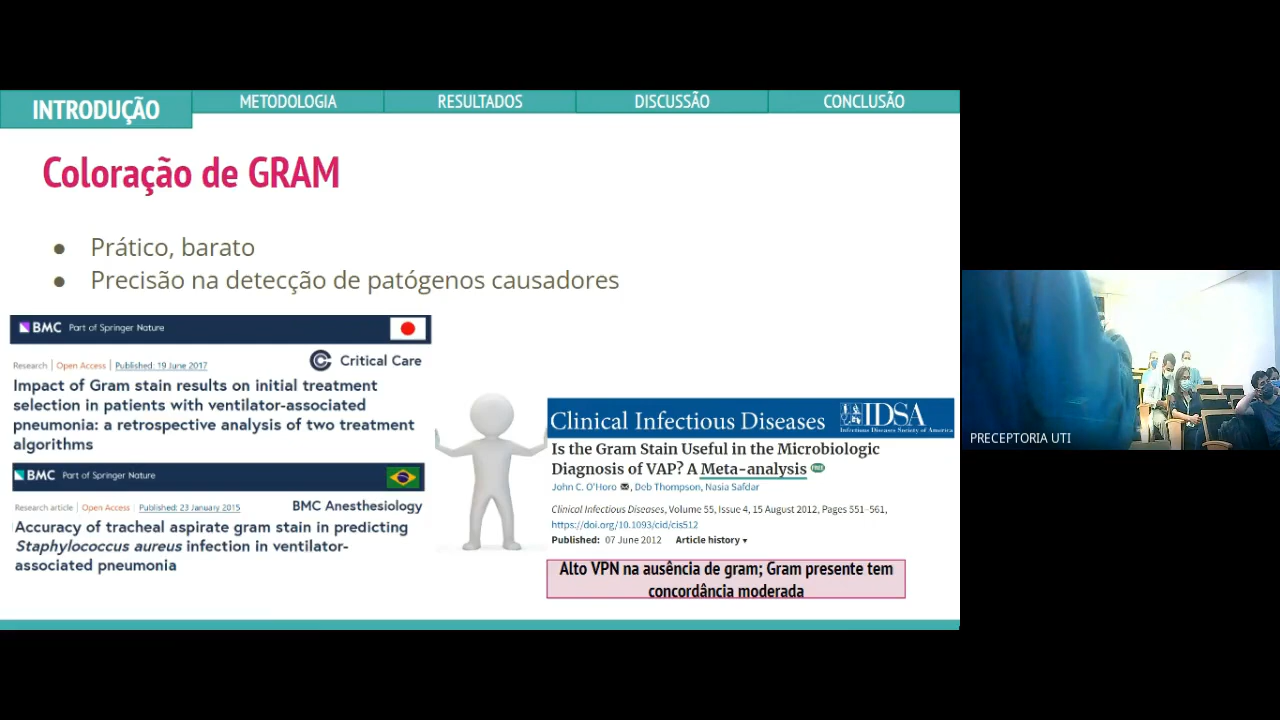 INTRODUÇÃO
METODOLOGIA
RESULTADOS
DISCUSSÃO
CONCLUSÃO
Coloração de GRAM
● Prático, barato
● Precisão na detecção de patógenos causadores
BMC Part of Springer Nature
Critical Care
Research | Open Access | Published: 19 June 2017
Impact of Gram stain results on initial treatment
selection in patients with ventilator-associated
pneumonia: a retrospective analysis of two treatment
algorithms
BMC Part of Springer Nature
BMC Anesthesiology
Research article | Open Access | Published: 23 January 2015
Accuracy of tracheal aspirate gram stain in predicting
Staphylococcus aureus infection in ventilator-
associated pneumonia
Clinical Infectious Diseases
IDSA
Infectious Diseases Society of America
Is the Gram Stain Useful in the Microbiologic
Diagnosis of VAP? A Meta-analysis
FREE
John C. O'Horo, Deb Thompson, Nasia Safdar
Clinical Infectious Diseases, Volume 55, Issue 4, 15 August 2012, Pages 551–561,
https://doi.org/10.1093/cid/cis512
Published: 07 June 2012 Article history ▾
Alto VPN na ausência de gram; Gram presente tem
concordância moderada
PRECEPTORIA UTI